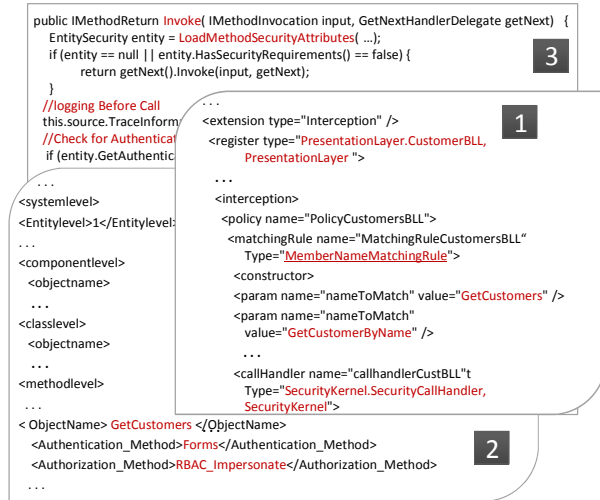 public IMethodReturn Invoke( IMethodInvocation input, GetNextHandlerDelegate getNext) {
EntitySecurity entity = LoadMethodSecurityAttributes( …);
if (entity == null || entity.HasSecurityRequirements() == false) {
return getNext().Invoke(input, getNext);
}
//logging Before Call
this.source.TraceInform
//Check for Authenticat
if (entity.GetAuthentic
3
. . .
<extension type="Interception" />
<register type="PresentationLayer.CustomerBLL,
PresentationLayer ">
. . .
<interception>
<policy name="PolicyCustomersBLL">
<matchingRule name="MatchingRuleCustomersBLL“
Type="MemberNameMatchingRule">
<constructor>
<param name="nameToMatch" value="GetCustomers" />
<param name="nameToMatch"
value="GetCustomerByName" />
. . .
<callHandler name="callhandlerCustBLL"t
Type="SecurityKernel.SecurityCallHandler,
SecurityKernel">
1
. . .
<systemlevel>
<Entitylevel>1</Entitylevel>
. . .
<componentlevel>
<objectname>
. . .
<classlevel>
<objectname>
. . .
<methodlevel>
. . .
< ObjectName> GetCustomers </ObjectName>
<Authentication_Method>Forms</Authentication_Method>
<Authorization_Method>RBAC_Impersonate</Authorization_Method>
. . .
2